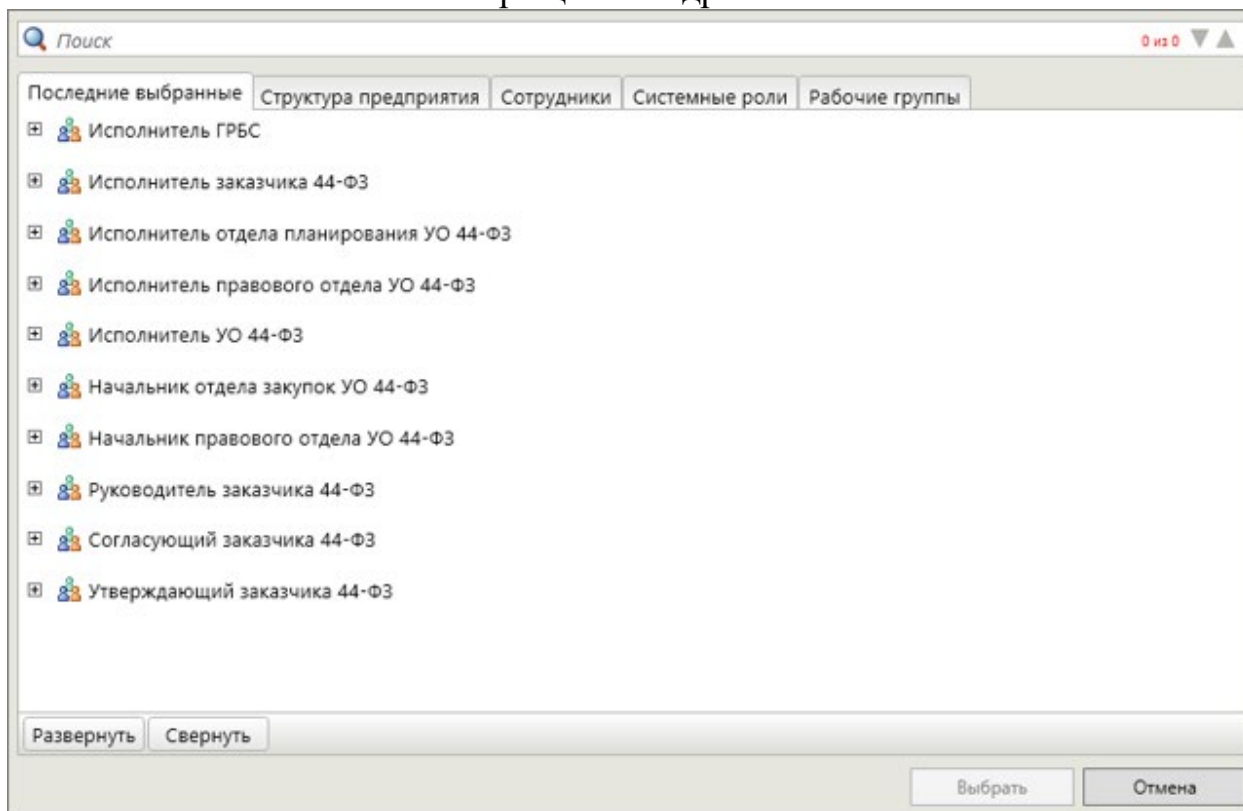 Поиск
0 из 0
Последние выбранные Структура предприятия Сотрудники Системные роли Рабочие группы
Исполнитель ГРБС
Исполнитель заказчика 44-ФЗ
Исполнитель отдела планирования УО 44-ФЗ
Исполнитель правового отдела УО 44-ФЗ
Исполнитель УО 44-ФЗ
Начальник отдела закупок УО 44-ФЗ
Начальник правового отдела УО 44-ФЗ
Руководитель заказчика 44-ФЗ
Согласующий заказчика 44-ФЗ
Утверждающий заказчика 44-ФЗ
Развернуть Свернуть
Выбрать Отмена